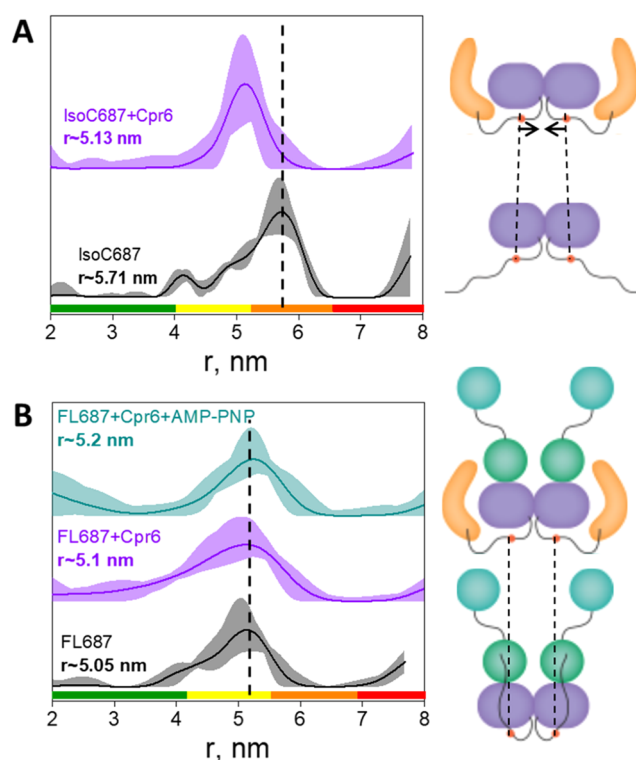 A
IsoC687+Cpr6
r~5.13 nm
IsoC687
r~5.71 nm
2 3 4 5 6 7 8
r, nm
B
FL687+Cpr6+AMP-PNP
r~5.2 nm
FL687+Cpr6
r~5.1 nm
FL687
r~5.05 nm
2 3 4 5 6 7 8
r, nm